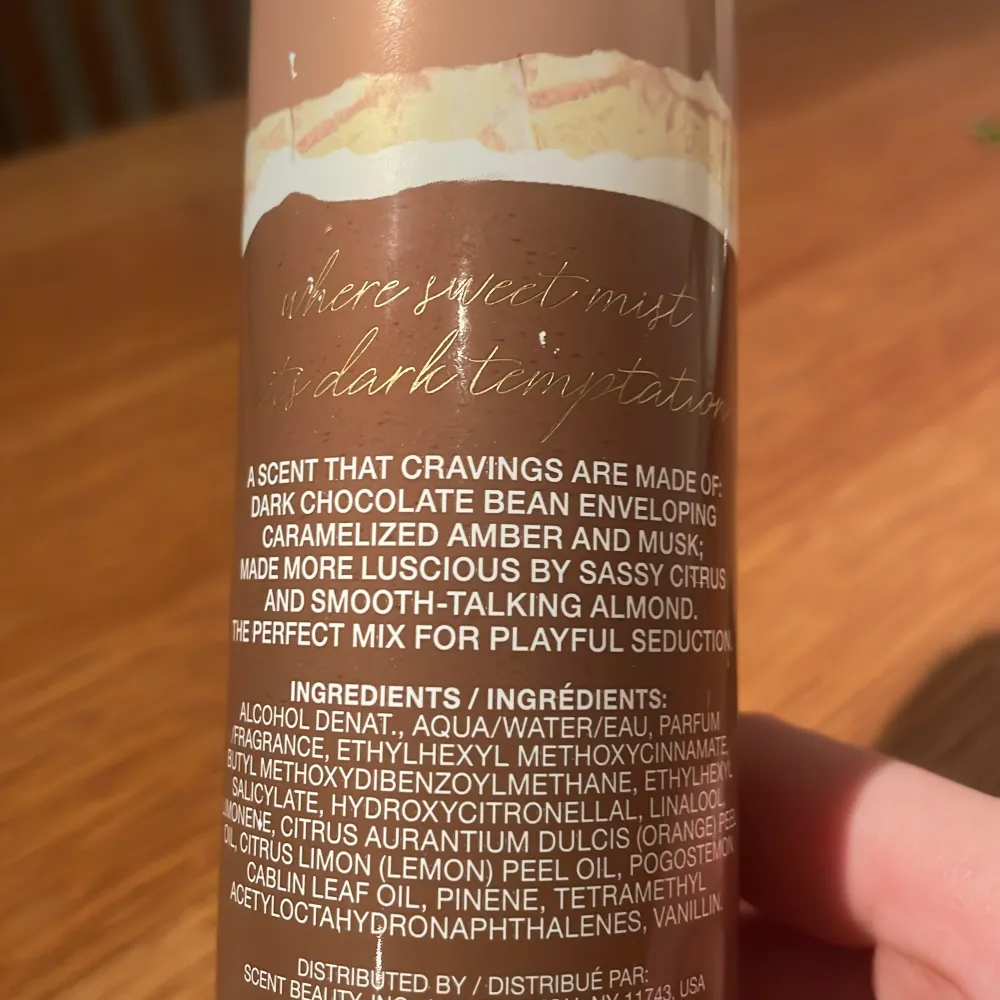 where sweet mist
its dark temptation
A SCENT THAT CRAVINGS ARE MADE OF:
DARK CHOCOLATE BEAN ENVELOPING
CARAMELIZED AMBER AND MUSK;
MADE MORE LUSCIOUS BY SASSY CITRUS
AND SMOOTH-TALKING ALMOND.
THE PERFECT MIX FOR PLAYFUL SEDUCTION.
INGREDIENTS / INGRÉDIENTS:
ALCOHOL DENAT., AQUA/WATER/EAU, PARFUM
/FRAGRANCE, ETHYLHEXYL METHOXYCINNAMATE,
BUTYL METHOXYDIBENZOYLMETHANE, ETHYLHEXYL
SALICYLATE, HYDROXYCITRONELLAL, LINALOOL,
LIMONENE, CITRUS AURANTIUM DULCIS (ORANGE) PEEL
OIL, CITRUS LIMON (LEMON) PEEL OIL, POGOSTEMON
CABLIN LEAF OIL, PINENE, TETRAMETHYL
ACETYLOCTAHYDRONAPHTHALENES, VANILLIN.
DISTRIBUTED BY / DISTRIBUÉ PAR:
SCENT BEAUTY, INC. NY 11743, USA